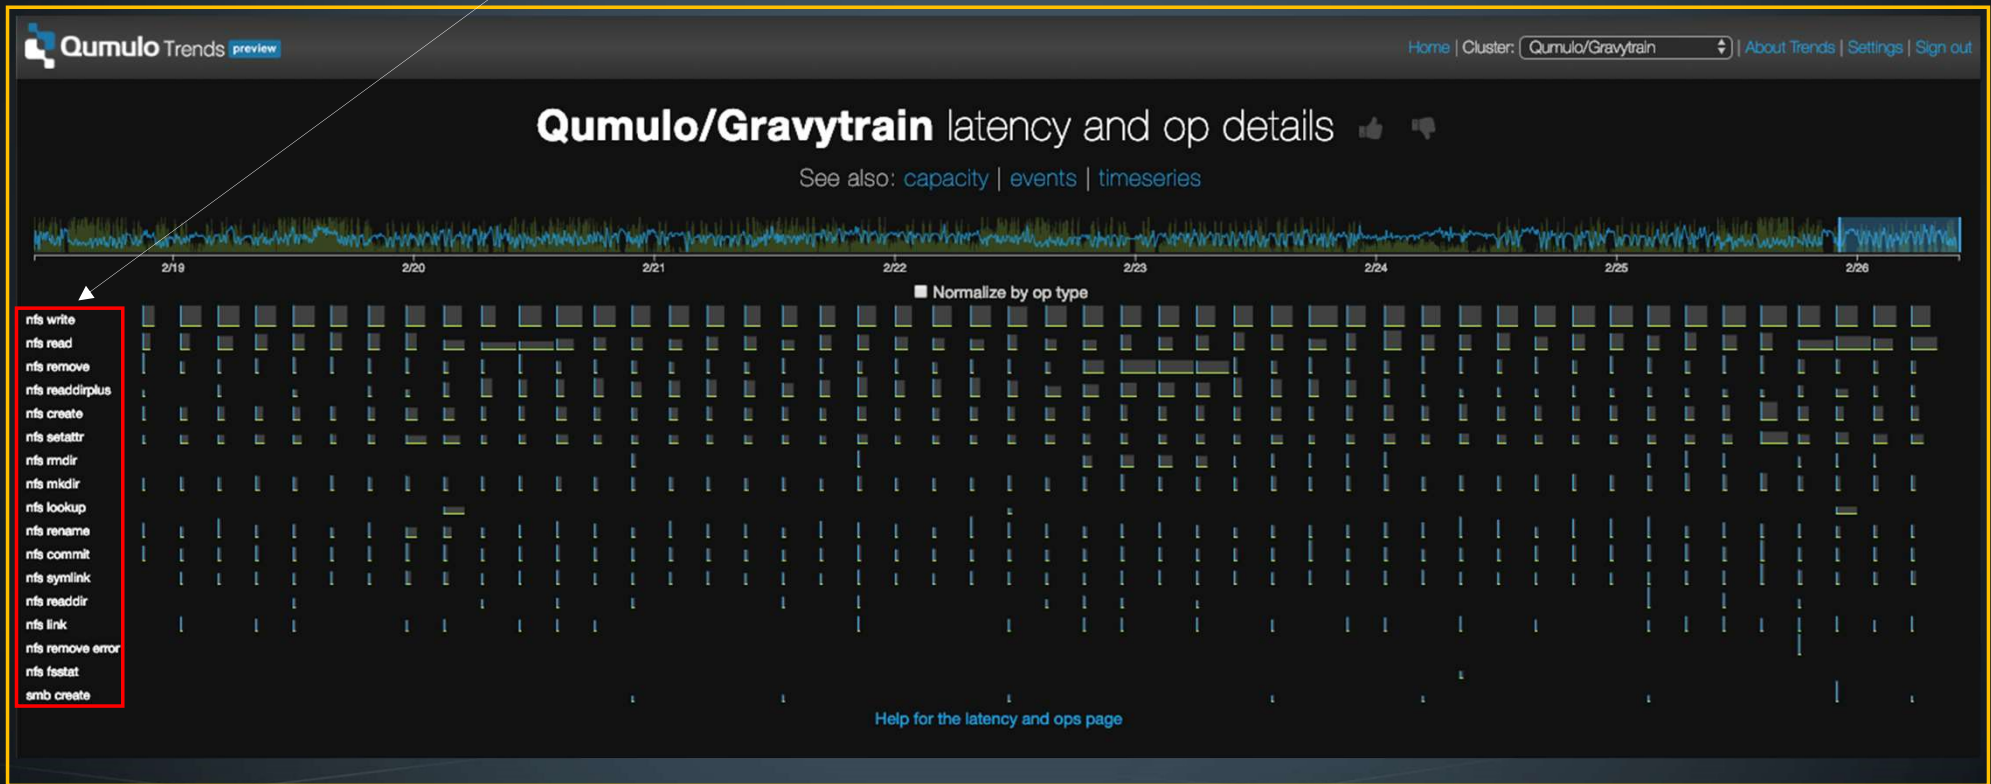 Qumulo Trends preview
Home | Cluster: Qumulo/Gravytrain | About Trends | Settings | Sign out
Qumulo/Gravytrain latency and op details
See also: capacity | events | timeseries
2/19 2/20 2/21 2/22 2/23 2/24 2/25 2/26
Normalize by op type
nfs write
nfs read
nfs remove
nfs readdirplus
nfs create
nfs setattr
nfs rmdir
nfs mkdir
nfs lookup
nfs rename
nfs commit
nfs symlink
nfs readdir
nfs link
nfs remove error
nfs fsstat
smb create
Help for the latency and ops page